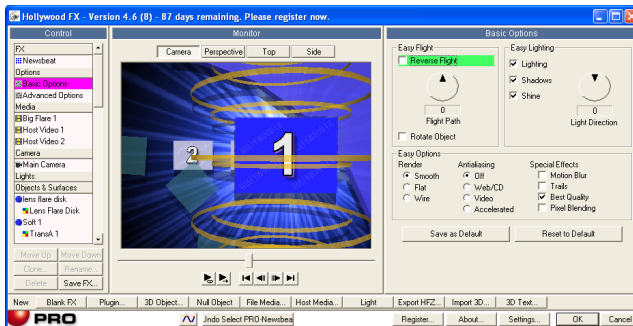 Hollywood FX - Version 4.6 (8) - 87 days remaining. Please register now.
Control
Monitor
Basic Options
FX
Newsbeat
Options
Basic Options
Advanced Options
Media
Big Flare 1
Host Video 1
Host Video 2
Camera
Main Camera
Lights
Objects & Surfaces
lens flare disk
Lens Flare Disk
Soft 1
TransA 1
Move Up Move Down
Clone... Rename...
Delete Save FX...
Camera Perspective Top Side
2
1
Easy Flight
Reverse Flight
0
Flight Path
Rotate Object
Easy Lighting
Lighting
Shadows
Shine
0
Light Direction
Easy Options
Render Antialiasing Special Effects
Smooth Off Motion Blur
Flat Web/CD Trails
Wire Video Best Quality
Accelerated Pixel Blending
Save as Default Reset to Default
New Blank FX Plugin... 3D Object... Null Object File Media... Host Media... Light Export HFZ... Import 3D... 3D Text...
PRO Jndo Select PRO-Newsbea Register... About... Settings... OK Cancel